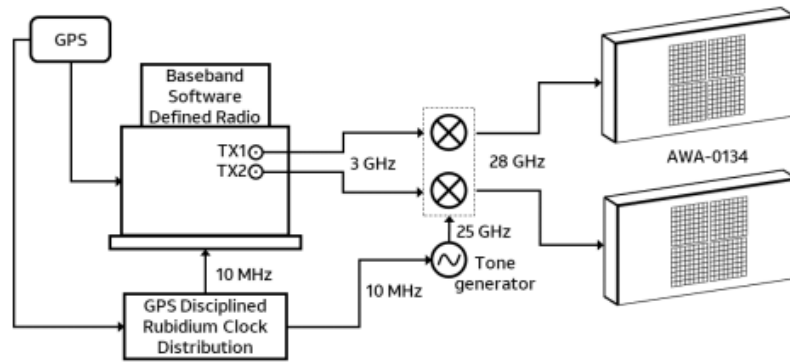 GPS
Baseband
Software
Defined Radio
TX1
TX2
3 GHz
28 GHz
AWA-0134
25 GHz
10 MHz
Tone
generator
10 MHz
GPS Disciplined
Rubidium Clock
Distribution